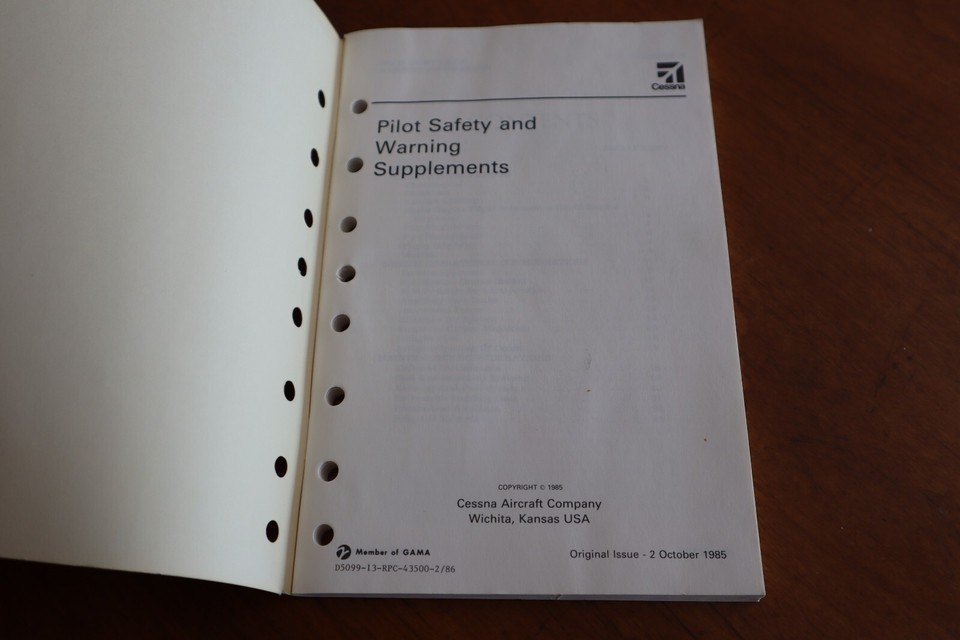 Cessna
Pilot Safety and
Warning
Supplements
COPYRIGHT © 1985
Cessna Aircraft Company
Wichita, Kansas USA
Member of GAMA
Original Issue - 2 October 1985
D5099-13-RPC-43500-2/86